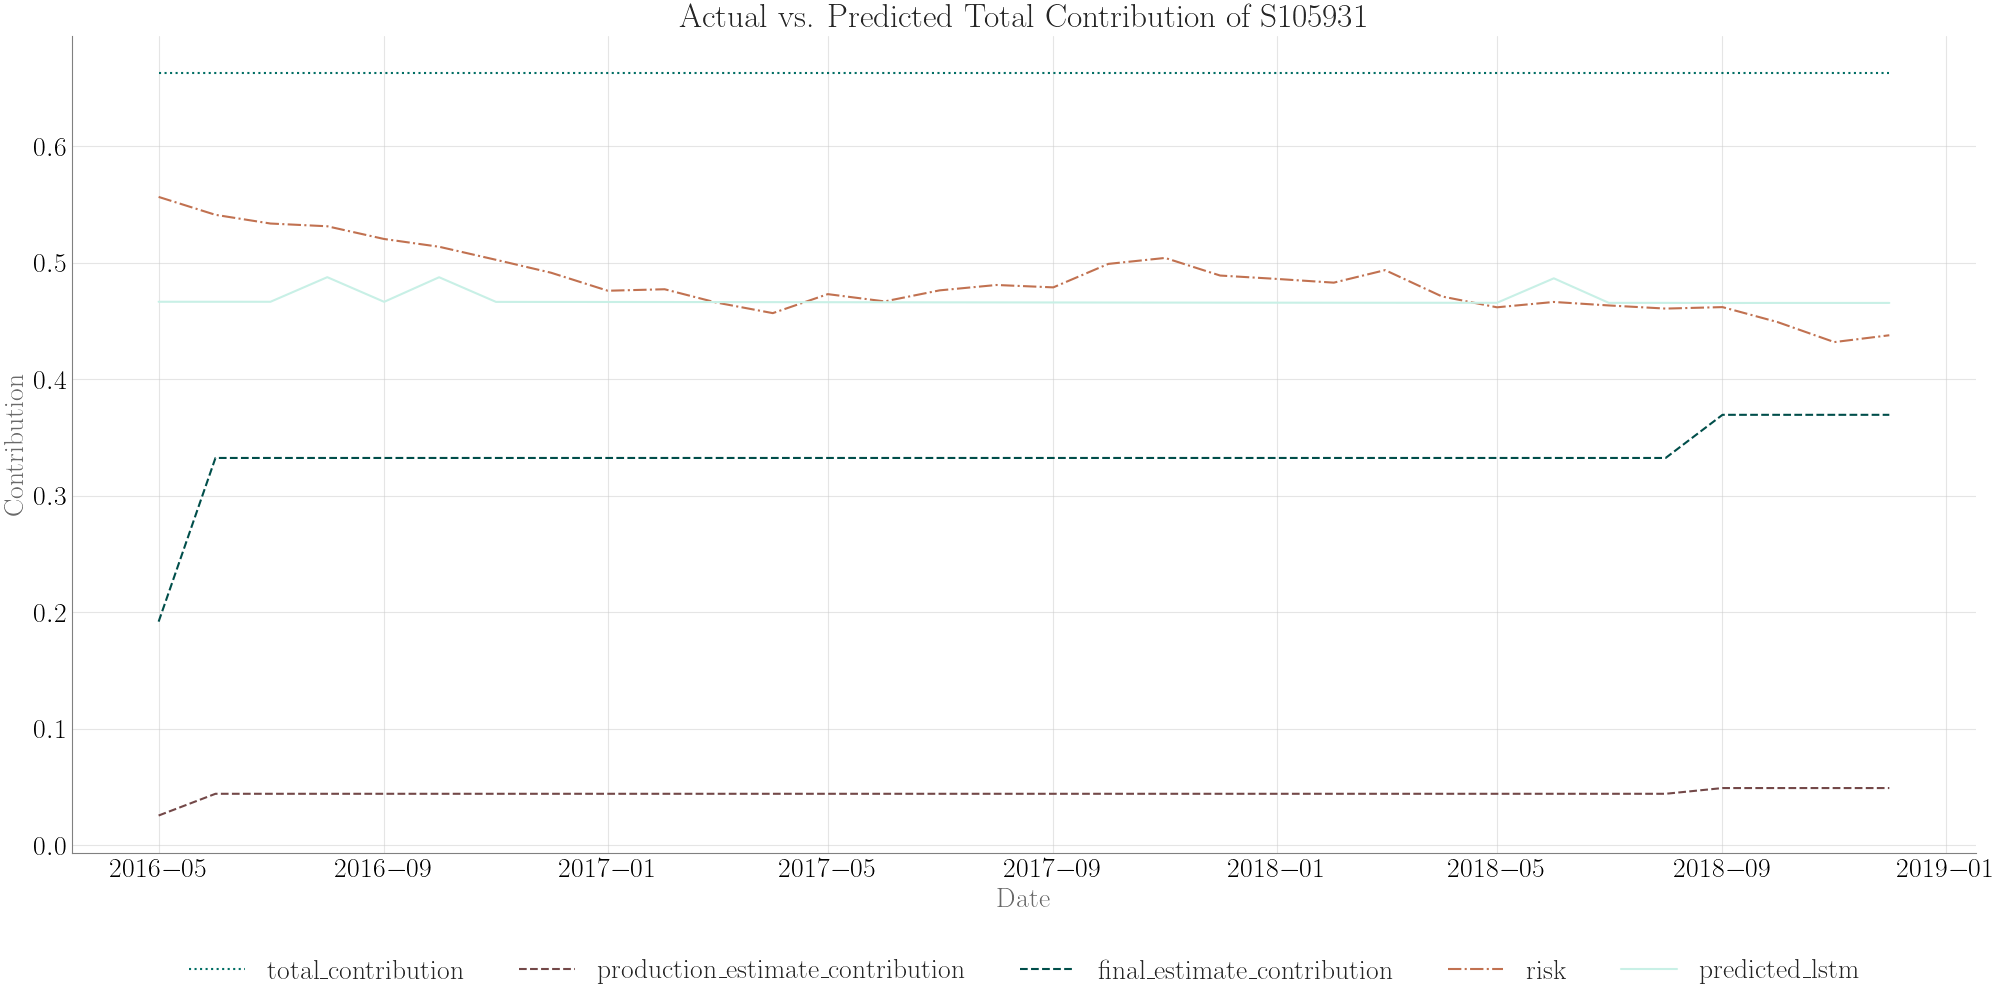 Actual vs. Predicted Total Contribution of S105931
Contribution
0.6
0.5
0.4
0.3
0.2
0.1
0.0
2016−05 2016−09 2017−01 2017−05 2017−09 2018−01 2018−05 2018−09 2019−01
Date
total_contribution production_estimate_contribution final_estimate_contribution risk predicted_lstm